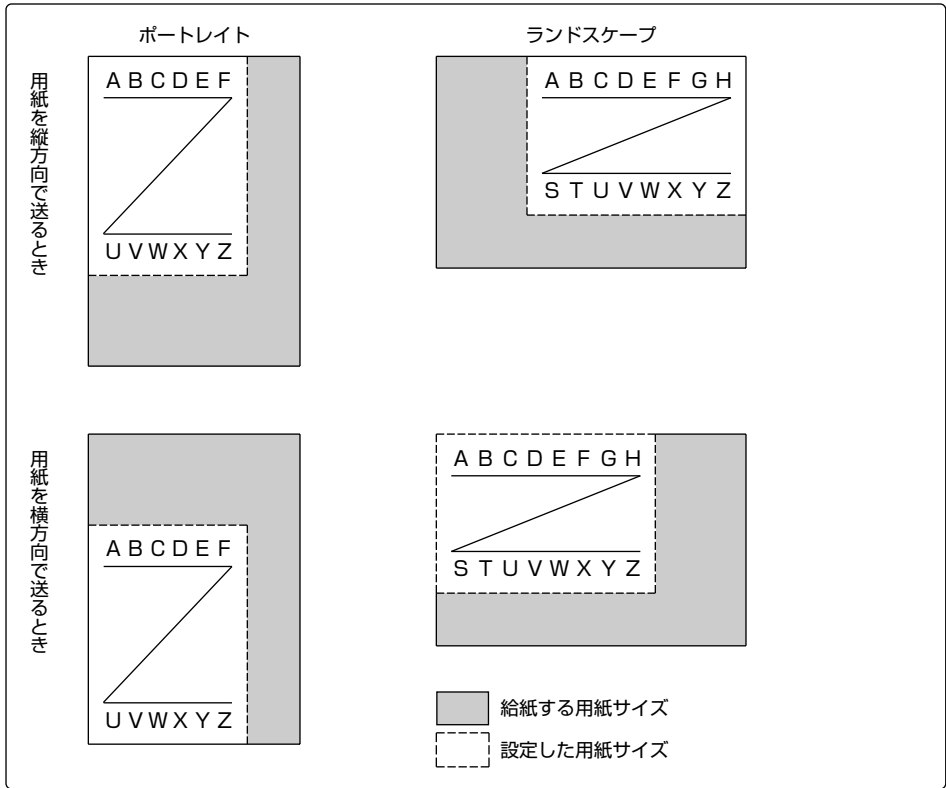 ポートレイト
ランドスケープ
用紙を縦方向で送るとき
A B C D E F
U V W X Y Z
A B C D E F G H
S T U V W X Y Z
用紙を横方向で送るとき
A B C D E F
U V W X Y Z
A B C D E F G H
S T U V W X Y Z
給紙する用紙サイズ
設定した用紙サイズ